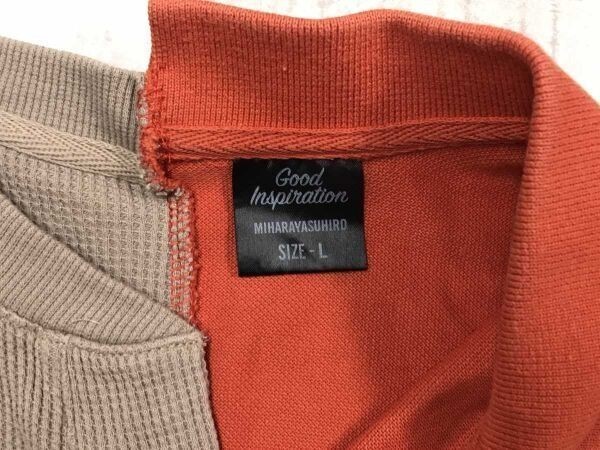 Good
Inspiration
MIHARAYASUHIRO
SIZE - L